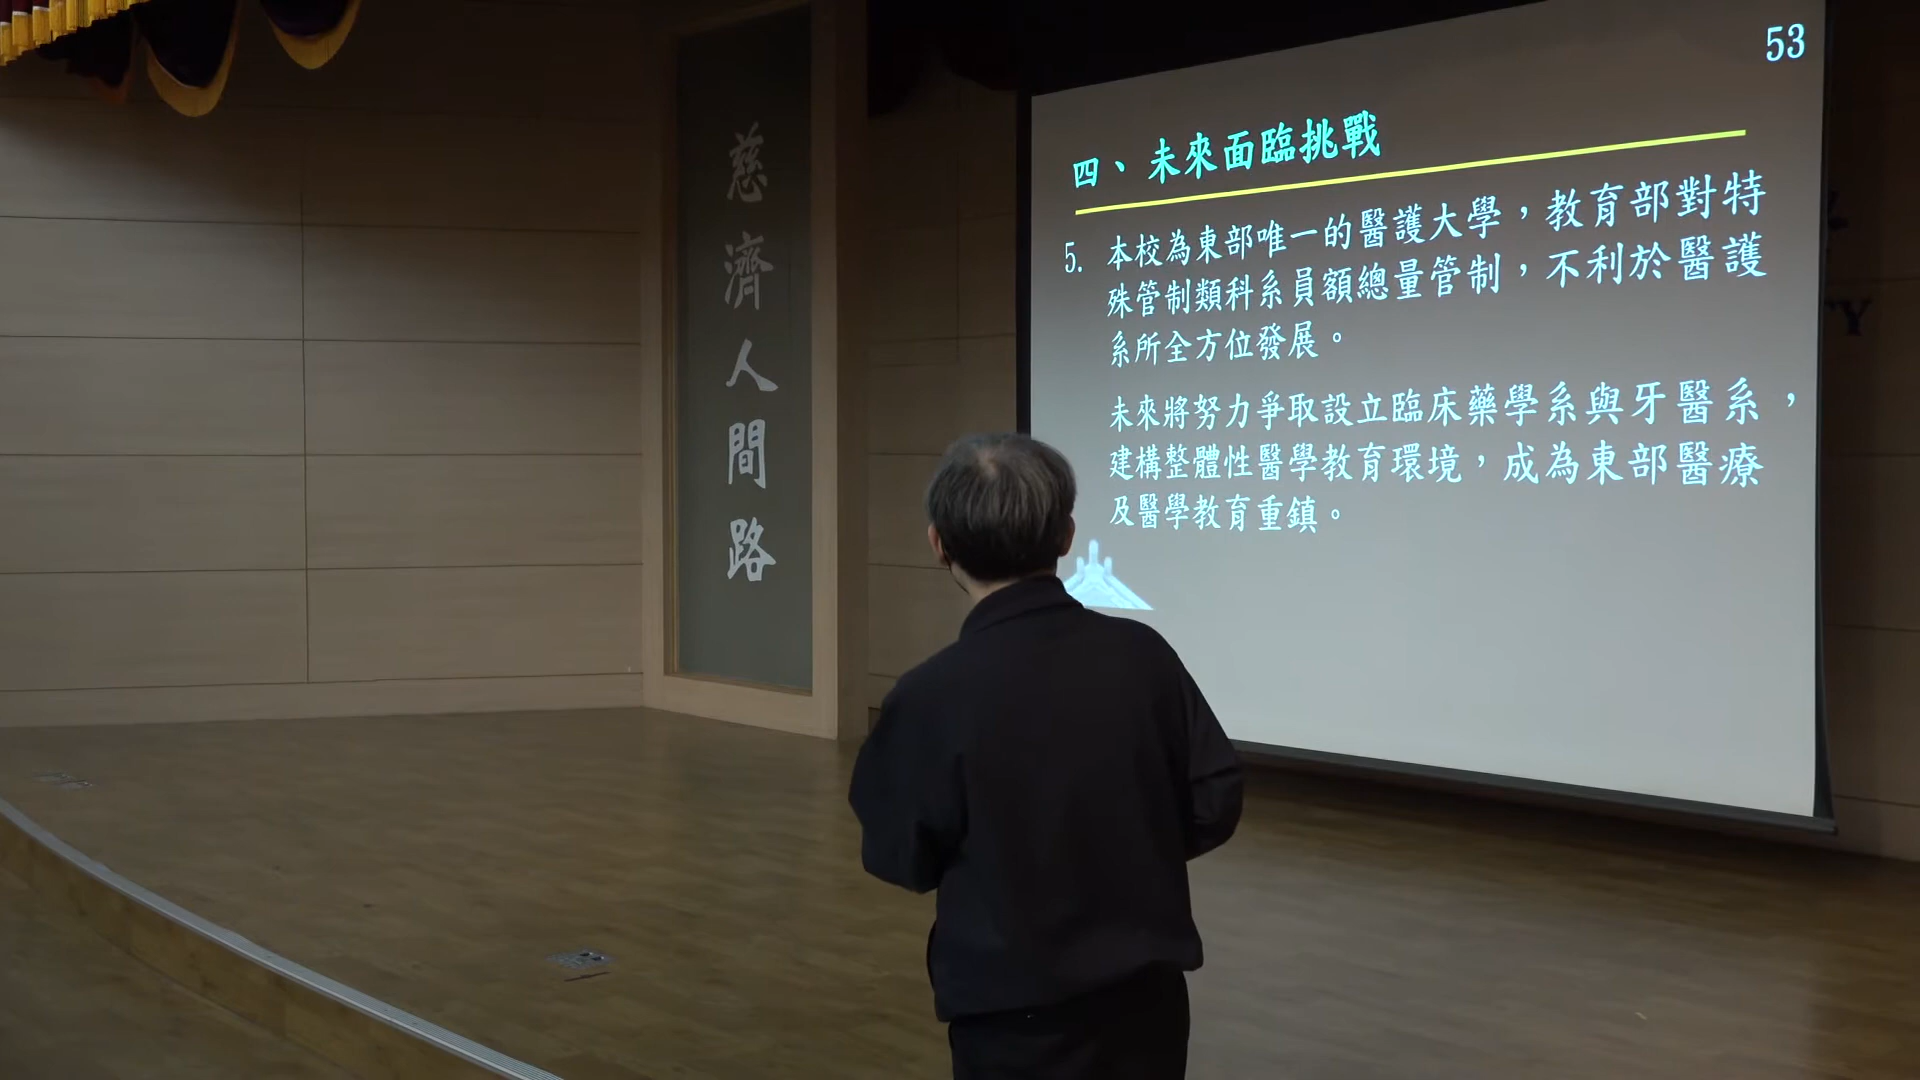 慈濟人間路
53
四、未來面臨挑戰
5. 本校為東部唯一的醫護大學，教育部對特
殊管制類科系員額總量管制，不利於醫護
系所全方位發展。
未來將努力爭取設立臨床藥學系與牙醫系，
建構整體性醫學教育環境，成為東部醫療
及醫學教育重鎮。